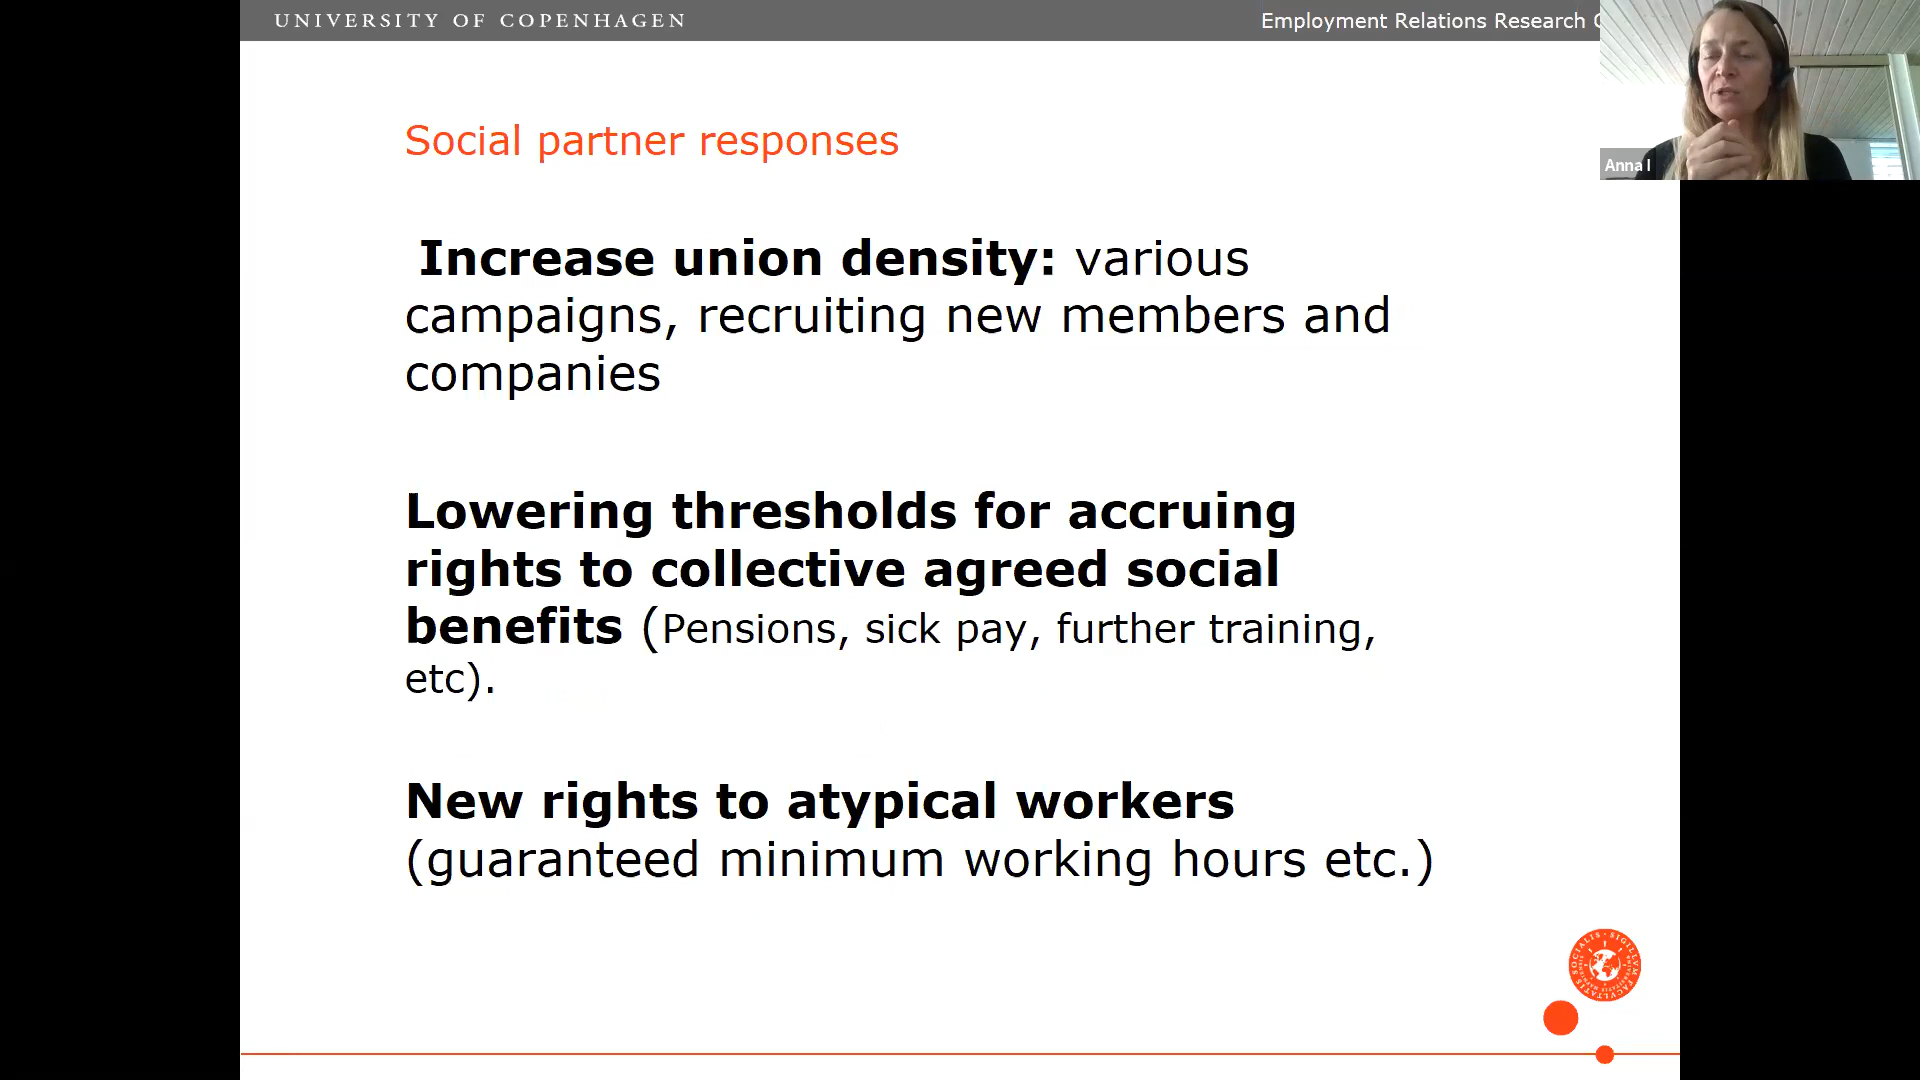 UNIVERSITY OF COPENHAGEN
Employment Relations Research
Anna I
Social partner responses
Increase union density: various
campaigns, recruiting new members and
companies
Lowering thresholds for accruing
rights to collective agreed social
benefits (Pensions, sick pay, further training,
etc).
New rights to atypical workers
(guaranteed minimum working hours etc.)